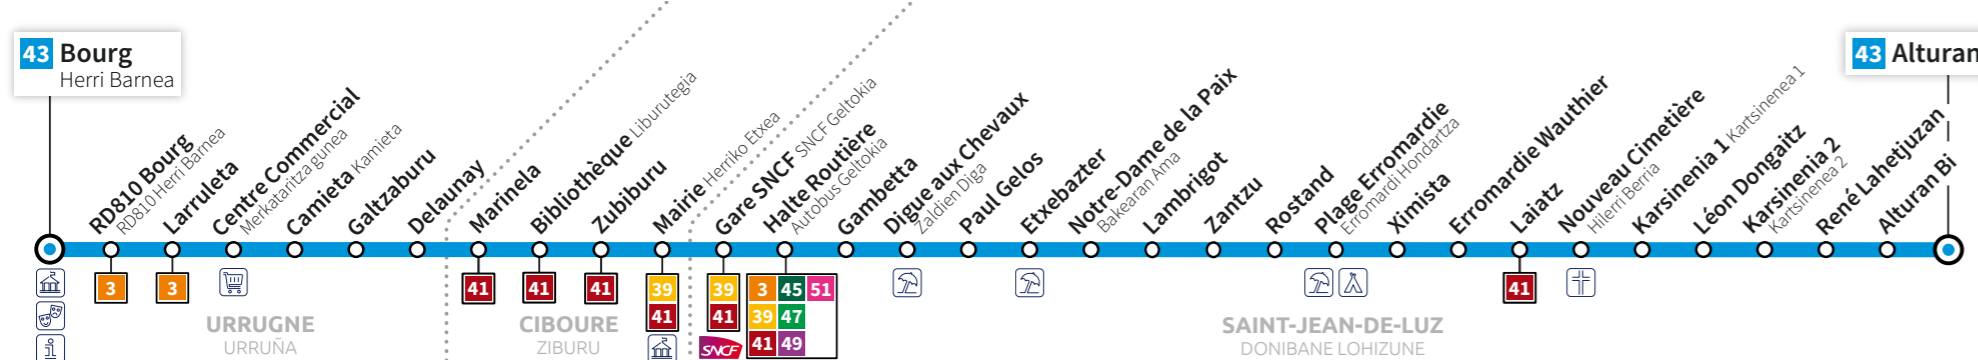 43 Bourg
Herri Barnea
RD810 Bourg
RD810 Herri Barnea
Larruleta
Centre Commercial
Merkataritza gunea
Camieta Kamieta
Galtzaburu
Delaunay
Marinela
Bibliothèque Liburutegia
Zubiburu
Mairie Herriko Etxea
Gare SNCF SNCF Geltokia
Halte Routière
Autobus Geltokia
Gambetta
Digue aux Chevaux
Zaldien Diga
Paul Gelos
Etxebazter
Notre-Dame de la Paix
Bakearan Ama
Lambrigot
Zantzu
Rostand
Plage Erromardie
Erromardi Hondartza
Ximista
Erromardie Wauthier
Laiatz
Nouveau Cimetière
Hilerri Berria
Karsinenia 1 Kartsinenea 1
Léon Dongaitz
Karsinenia 2
Kartsinenea 2
René Lahetjuzan
Alturan Bi
43 Alturan
3
3
41
41
41
39
41
39
41
SNCF
3 45 51
39 47
41 49
41
URRUGNE
URRUÑA
CIBOURE
ZIBURU
SAINT-JEAN-DE-LUZ
DONIBANE LOHIZUNE